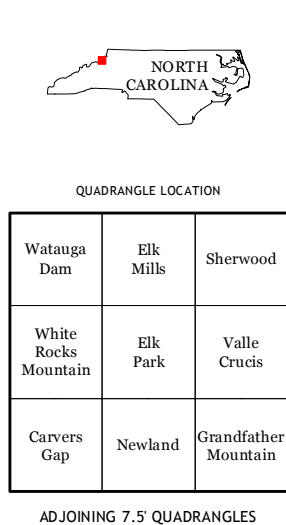 NORTH
CAROLINA
QUADRANGLE LOCATION
Watauga
Dam
Elk
Mills
Sherwood
White
Rocks
Mountain
Elk
Park
Valle
Crucis
Carvers
Gap
Newland
Grandfather
Mountain
ADJOINING 7.5' QUADRANGLES